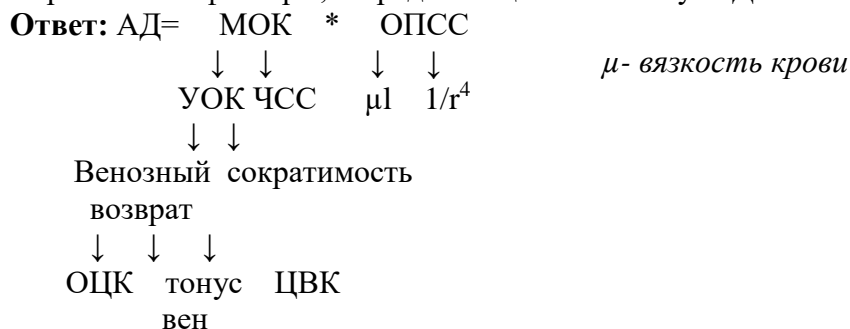 Ответ: АД= МОК * ОПСС
↓ ↓ ↓ ↓ µ- вязкость крови
УОК ЧСС µl 1/r⁴
↓ ↓
Венозный сократимость
возврат
↓ ↓ ↓
ОЦК тонус ЦВК
вен